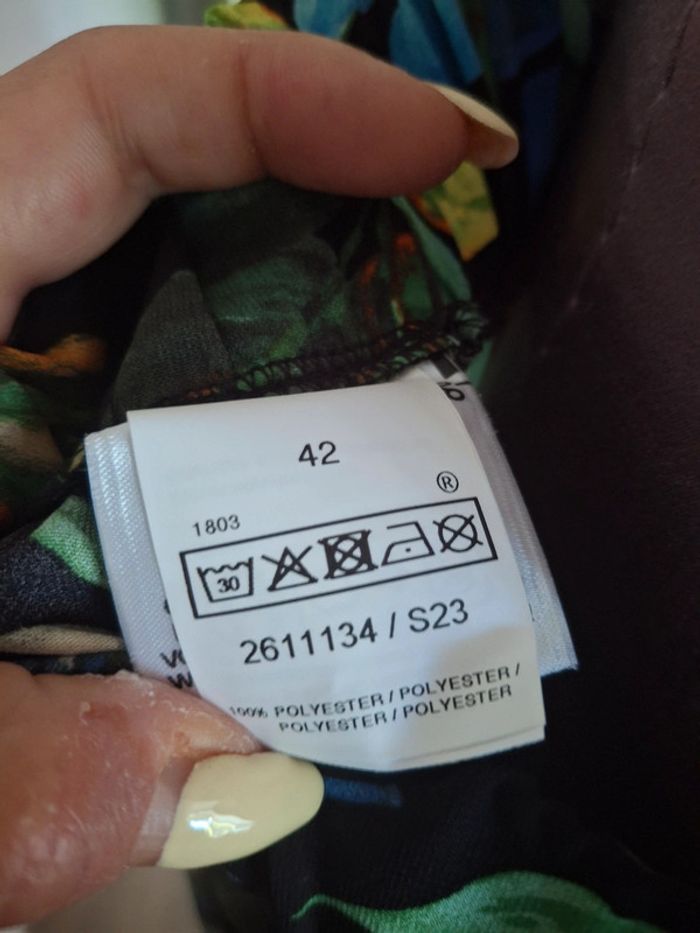 42
®
1803
30
2611134 / S23
100% POLYESTER / POLYESTER /
POLYESTER / POLYESTER